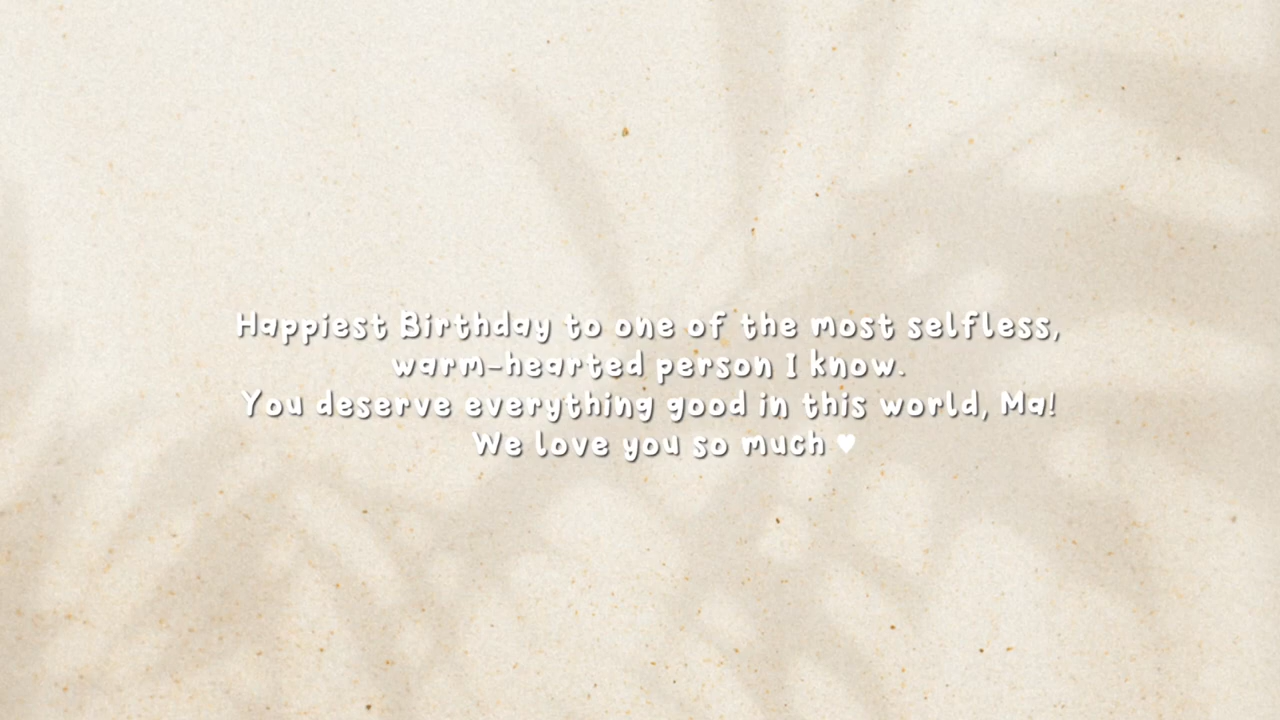 Happiest Birthday to one of the most selfless,
warm-hearted person I know.
You deserve everything good in this world, Ma!
We love you so much ♥